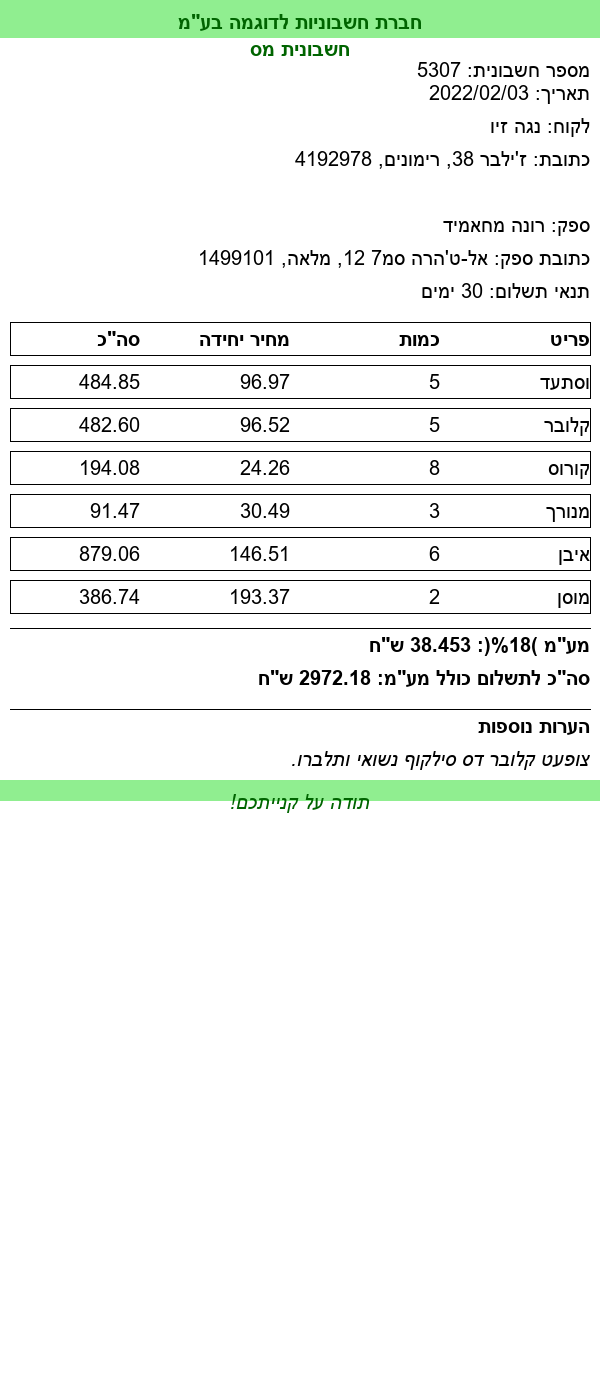 חברת חשבוניות לדוגמה בע"מ
חשבונית מס
מספר חשבונית: 5307
תאריך: 2022/02/03
לקוח: נגה זיו
כתובת: ז'ילבר 38, רימונים, 4192978
ספק: רונה מחאמיד
כתובת ספק: אל-ט'הרה סמ7 12, מלאה, 1499101
תנאי תשלום: 30 ימים
פריט כמות מחיר יחידה סה"כ
וסתעד 5 96.97 484.85
קלובר 5 96.52 482.60
קורוס 8 24.26 194.08
מנורך 3 30.49 91.47
איבן 6 146.51 879.06
מוסן 2 193.37 386.74
מע"מ )18%(: 38.453 ש"ח
סה"כ לתשלום כולל מע"מ: 2972.18 ש"ח
הערות נוספות
צופעט קלובר דס סילקוף נשואי ותלברו.
תודה על קנייתכם!